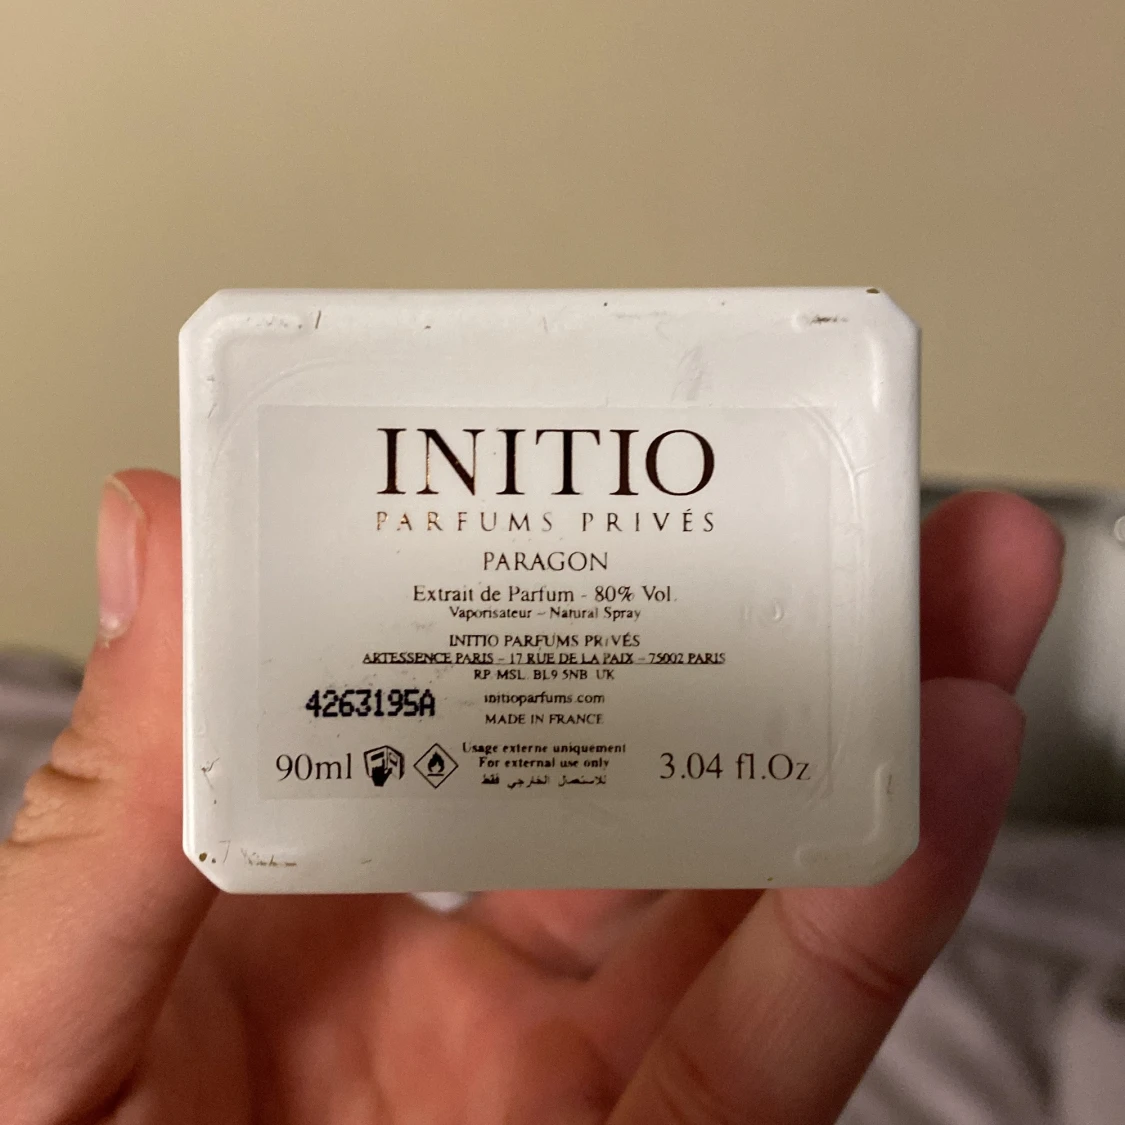 INITIO
PARFUMS PRIVÉS
PARAGON
Extrait de Parfum - 80% Vol.
Vaporisateur – Natural Spray
INITIO PARFUMS PRIVÉS
ARTESSENCE PARIS – 17 RUE DE LA PAIX – 75002 PARIS
RP. MSL. BL9 5NB UK
4263195A
initioparfums.com
MADE IN FRANCE
90ml
Usage externe uniquement
For external use only
للاستعمال الخارجي فقط
3.04 fl.Oz